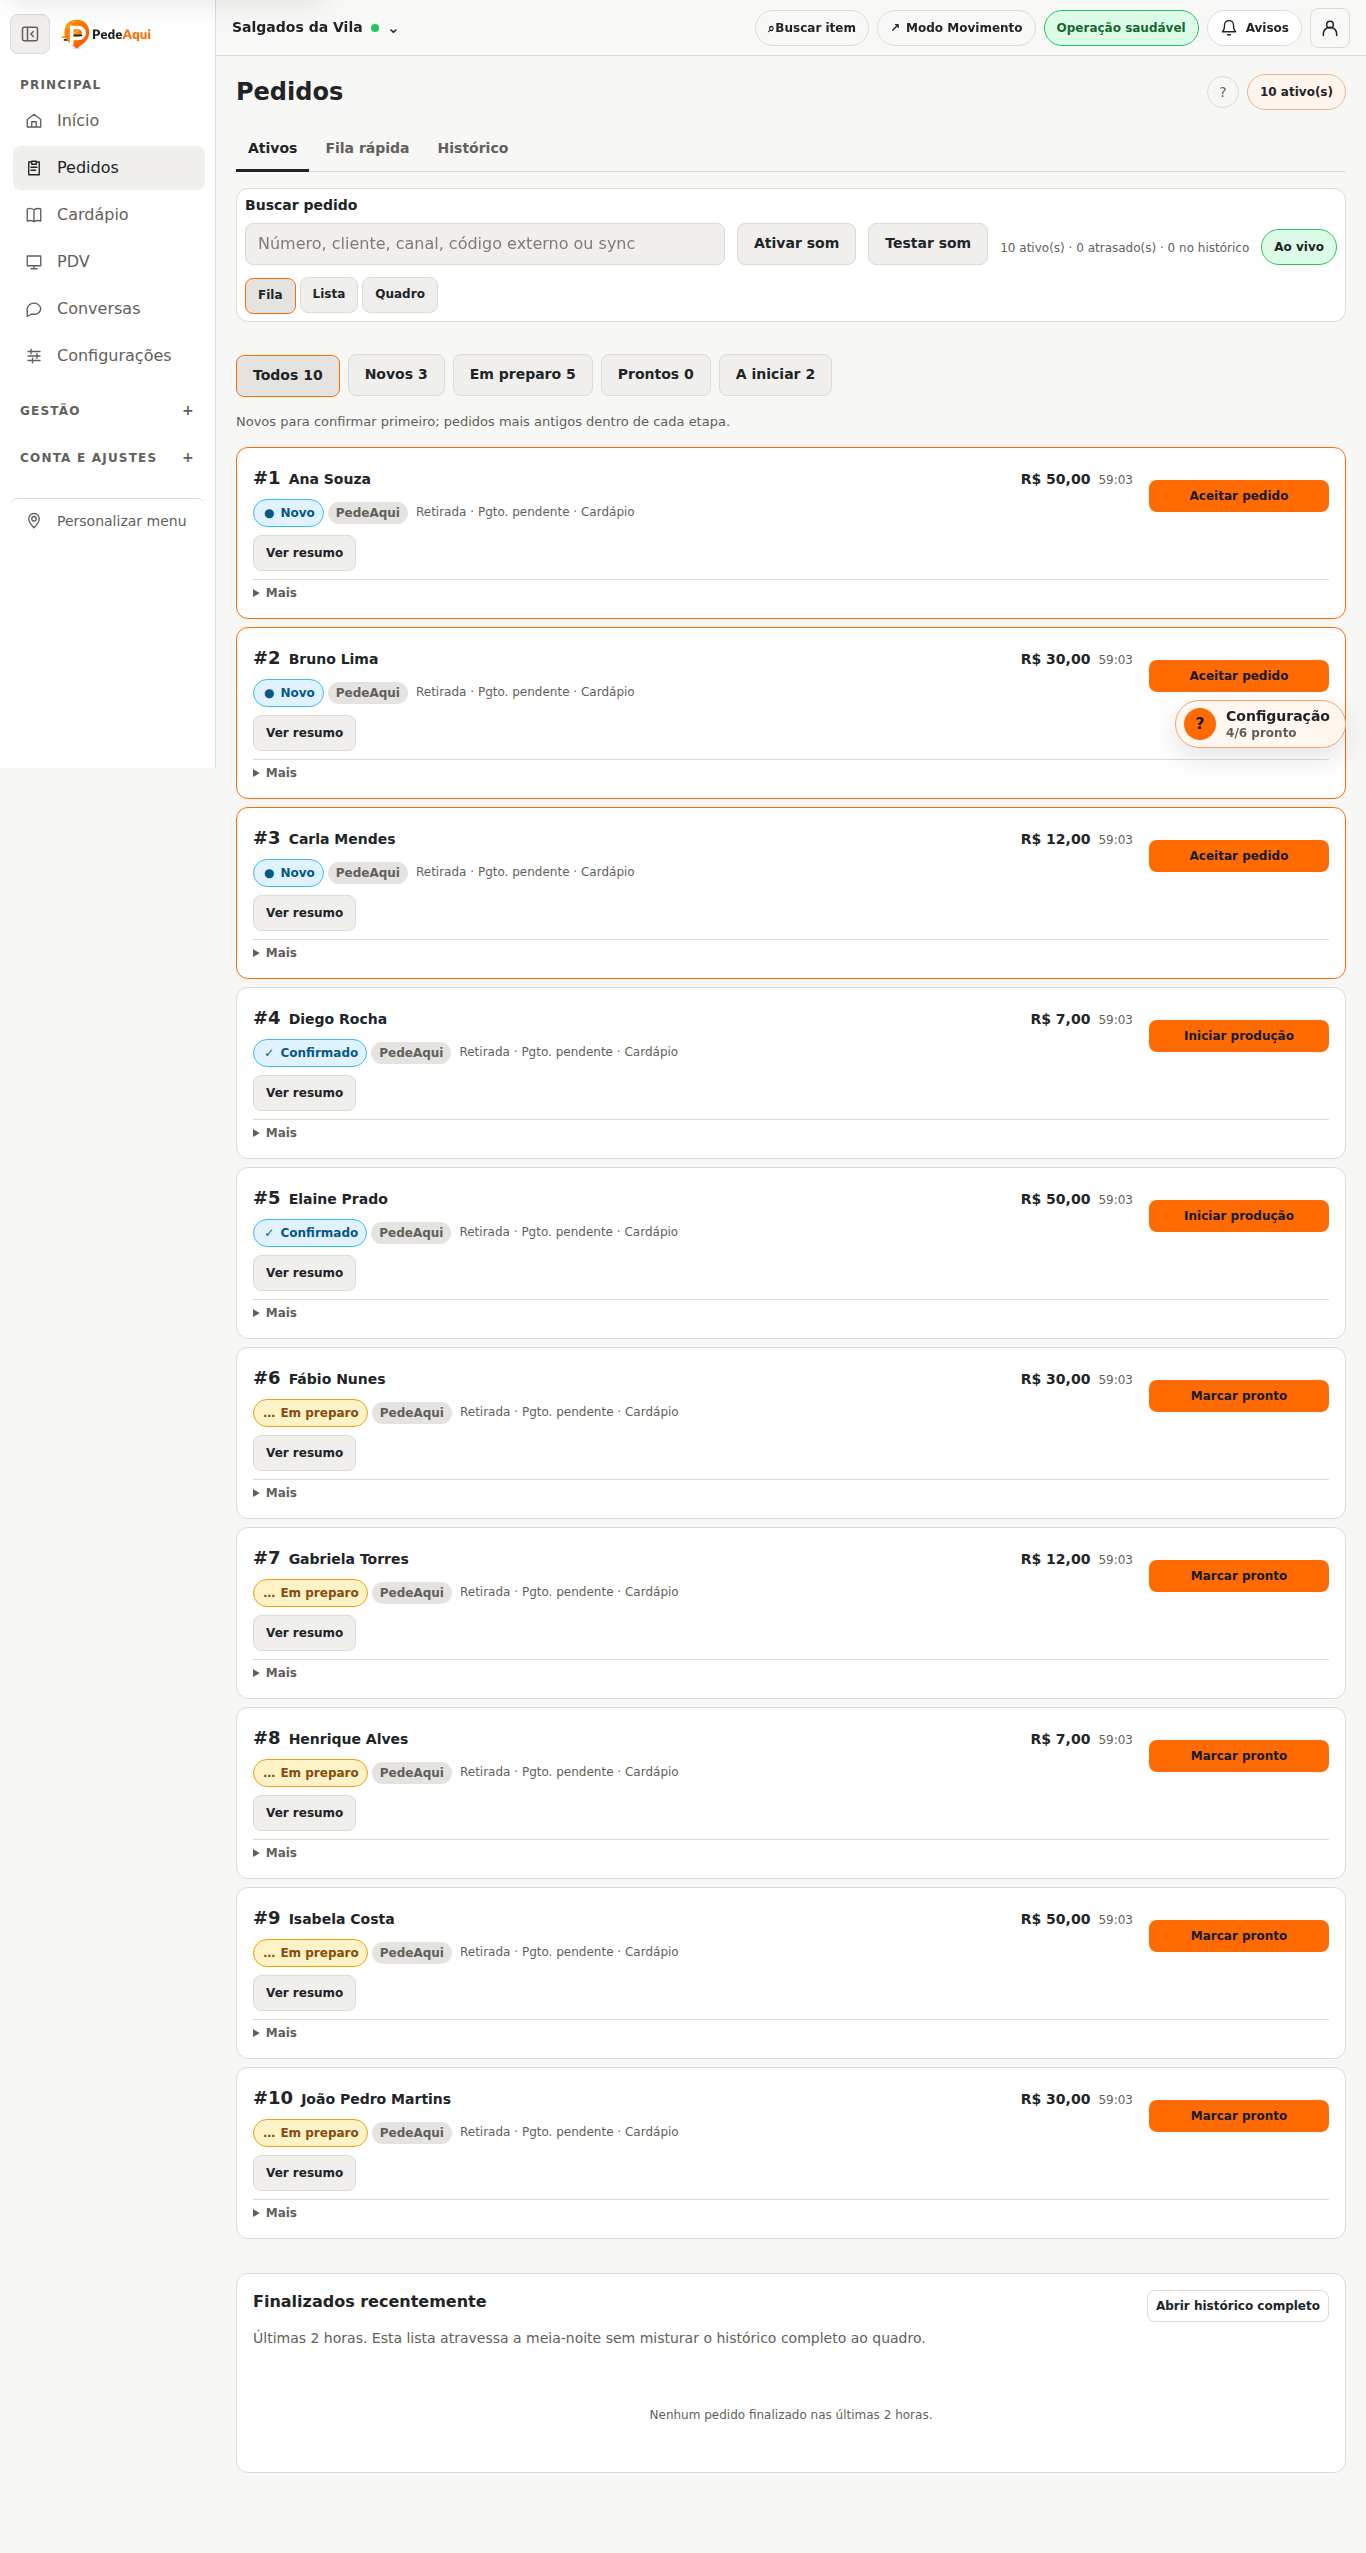 PedeAqui
Salgados da Vila
Buscar item
Modo Movimento
Operação saudável
Avisos
PRINCIPAL
Início
Pedidos
Cardápio
PDV
Conversas
Configurações
GESTÃO +
CONTA E AJUSTES +
Personalizar menu
Pedidos
?
10 ativo(s)
Ativos
Fila rápida
Histórico
Buscar pedido
Número, cliente, canal, código externo ou sync
Ativar som
Testar som
10 ativo(s) · 0 atrasado(s) · 0 no histórico
Ao vivo
Fila
Lista
Quadro
Todos 10
Novos 3
Em preparo 5
Prontos 0
A iniciar 2
Novos para confirmar primeiro; pedidos mais antigos dentro de cada etapa.
#1 Ana Souza R$ 50,00 59:03
Aceitar pedido
● Novo PedeAqui Retirada · Pgto. pendente · Cardápio
Ver resumo
Mais
#2 Bruno Lima R$ 30,00 59:03
Aceitar pedido
● Novo PedeAqui Retirada · Pgto. pendente · Cardápio
Ver resumo
Mais
? Configuração
4/6 pronto
#3 Carla Mendes R$ 12,00 59:03
Aceitar pedido
● Novo PedeAqui Retirada · Pgto. pendente · Cardápio
Ver resumo
Mais
#4 Diego Rocha R$ 7,00 59:03
Iniciar produção
✓ Confirmado PedeAqui Retirada · Pgto. pendente · Cardápio
Ver resumo
Mais
#5 Elaine Prado R$ 50,00 59:03
Iniciar produção
✓ Confirmado PedeAqui Retirada · Pgto. pendente · Cardápio
Ver resumo
Mais
#6 Fábio Nunes R$ 30,00 59:03
Marcar pronto
… Em preparo PedeAqui Retirada · Pgto. pendente · Cardápio
Ver resumo
Mais
#7 Gabriela Torres R$ 12,00 59:03
Marcar pronto
… Em preparo PedeAqui Retirada · Pgto. pendente · Cardápio
Ver resumo
Mais
#8 Henrique Alves R$ 7,00 59:03
Marcar pronto
… Em preparo PedeAqui Retirada · Pgto. pendente · Cardápio
Ver resumo
Mais
#9 Isabela Costa R$ 50,00 59:03
Marcar pronto
… Em preparo PedeAqui Retirada · Pgto. pendente · Cardápio
Ver resumo
Mais
#10 João Pedro Martins R$ 30,00 59:03
Marcar pronto
… Em preparo PedeAqui Retirada · Pgto. pendente · Cardápio
Ver resumo
Mais
Finalizados recentemente
Abrir histórico completo
Últimas 2 horas. Esta lista atravessa a meia-noite sem misturar o histórico completo ao quadro.
Nenhum pedido finalizado nas últimas 2 horas.